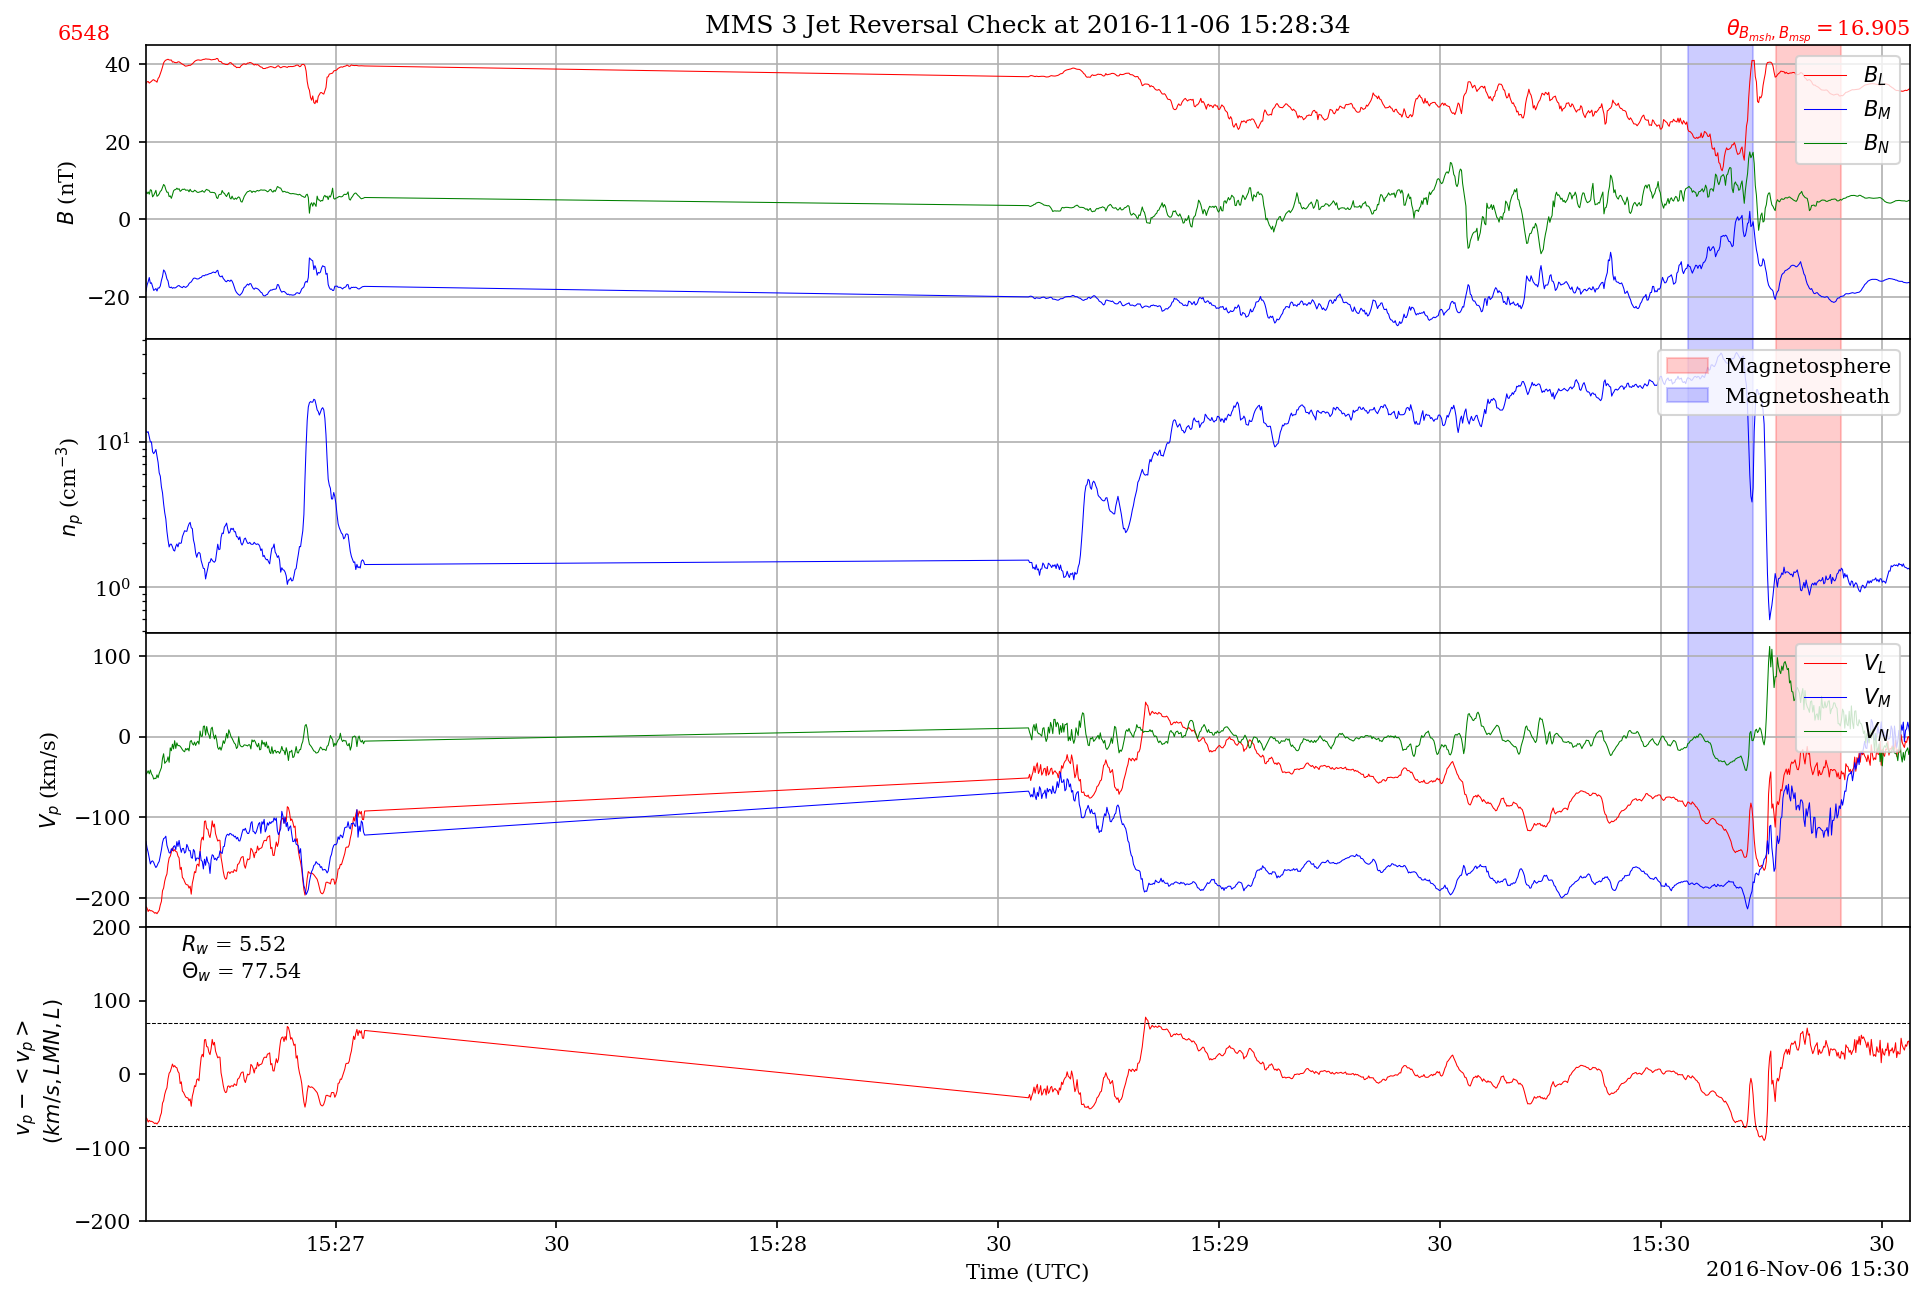 MMS 3 Jet Reversal Check at 2016-11-06 15:28:34
6548
θ_{B_{msh}, B_{msp}} = 16.905
40
20
0
−20
B (nT)
B_L
B_M
B_N
10^1
10^0
n_p (cm^{−3})
Magnetosphere
Magnetosheath
100
0
−100
−200
V_p (km/s)
V_L
V_M
V_N
200
100
0
−100
−200
v_p − < v_p >
(km/s, LMN, L)
R_w = 5.52
Θ_w = 77.54
15:27
30
15:28
30
15:29
30
15:30
30
Time (UTC)
2016-Nov-06 15:30